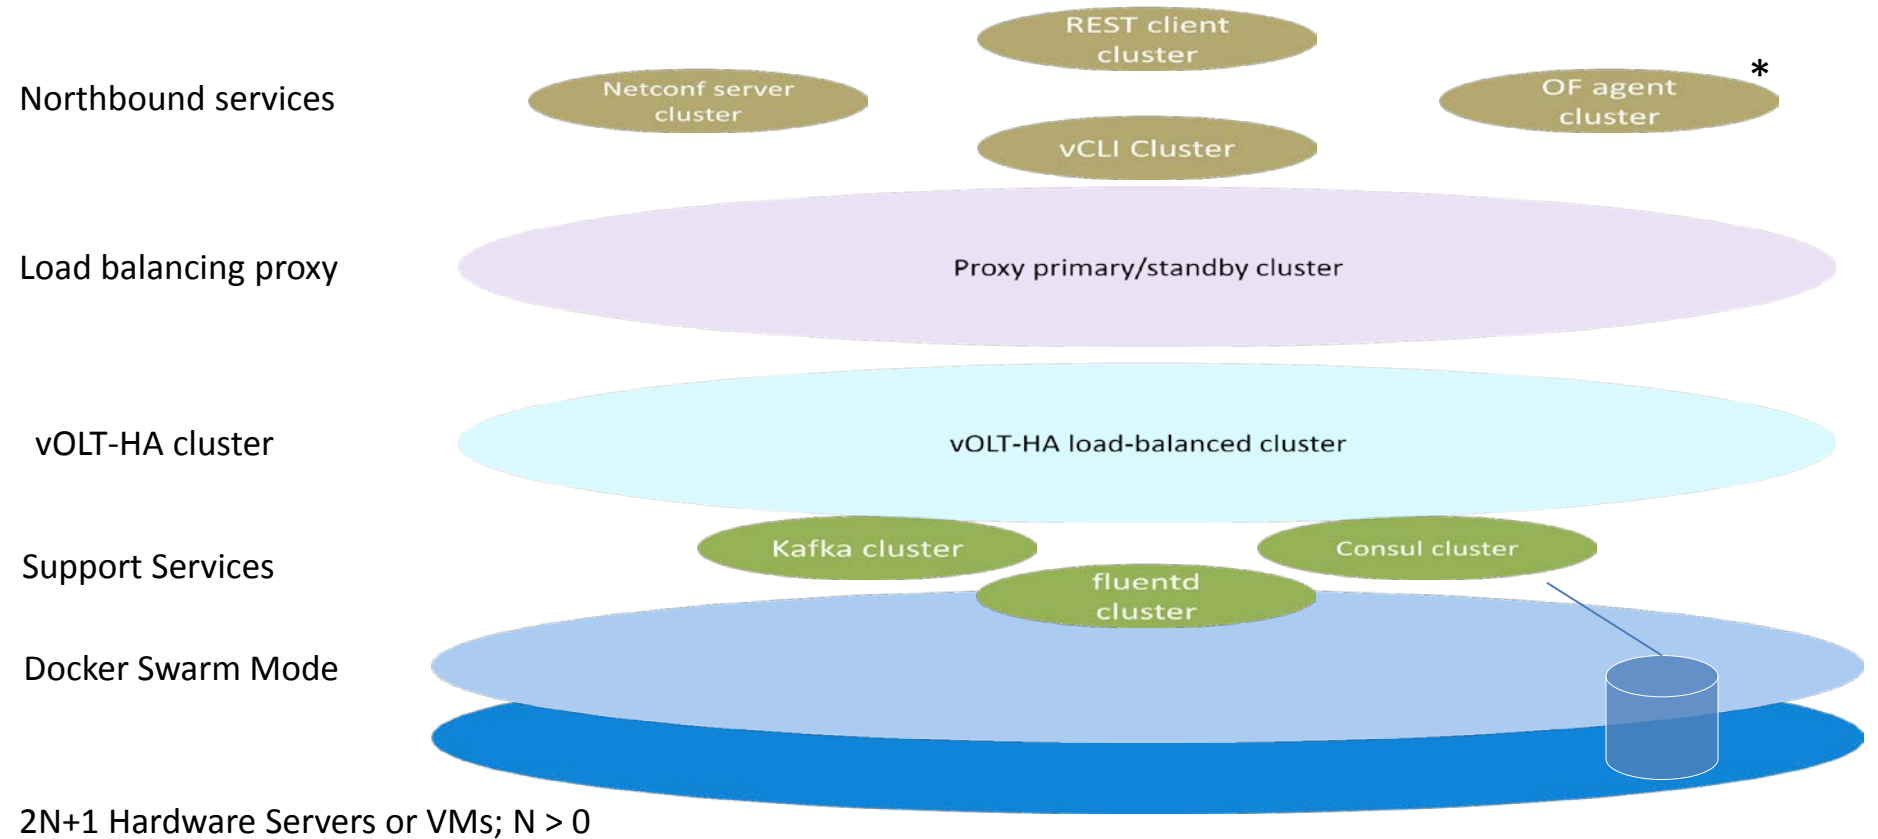 REST client
cluster
*
Northbound services
Netconf server
cluster
OF agent
cluster
vCLI Cluster
Load balancing proxy
Proxy primary/standby cluster
vOLT-HA cluster
vOLT-HA load-balanced cluster
Support Services
Kafka cluster
Consul cluster
fluentd
cluster
Docker Swarm Mode
2N+1 Hardware Servers or VMs; N > 0